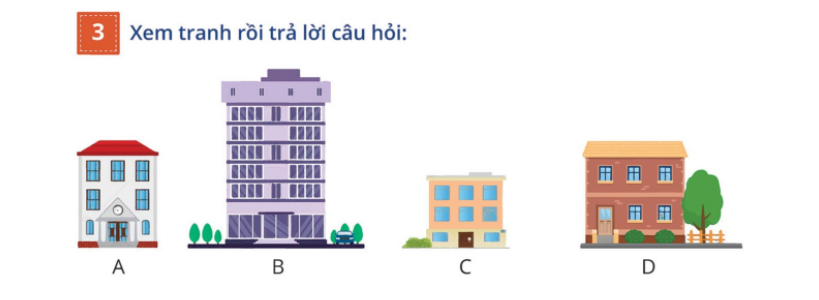 3 Xem tranh rồi trả lời câu hỏi:
A B C D